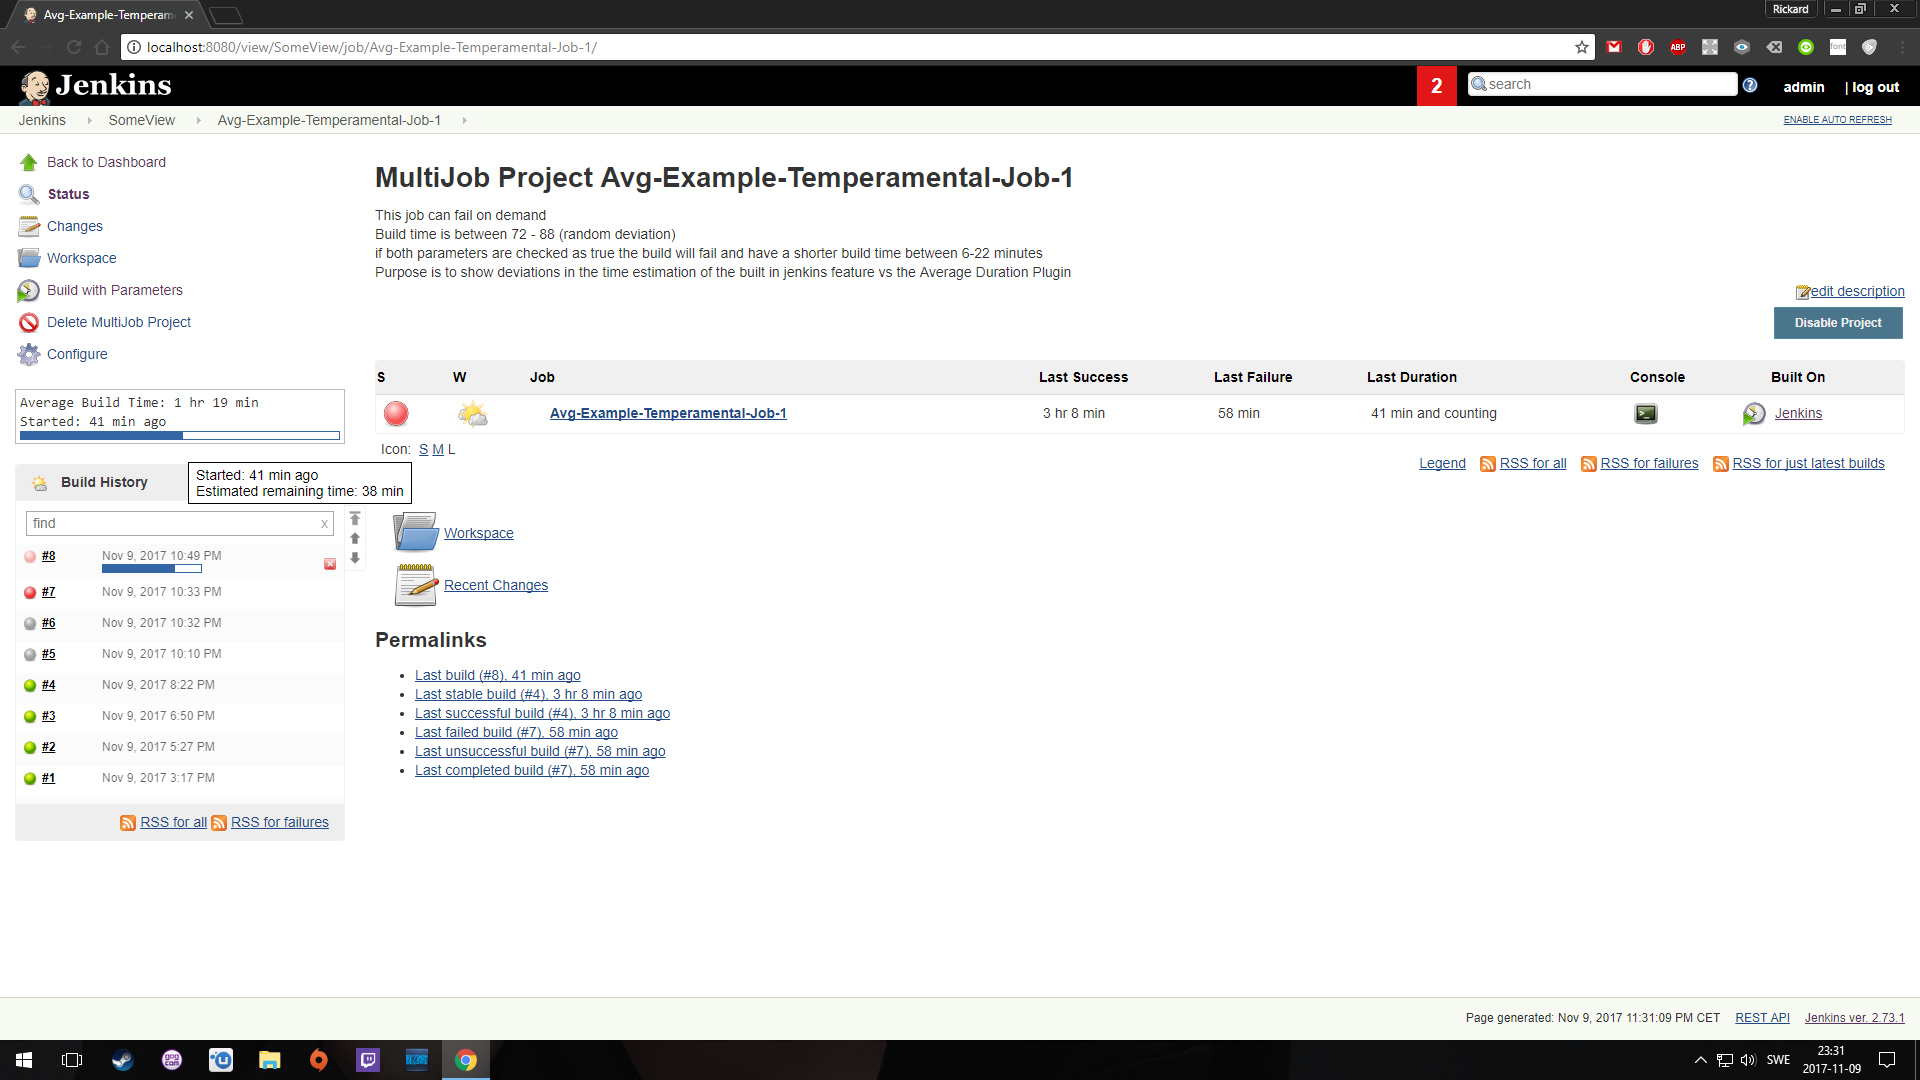 Avg-Example-Temperam
Rickard
localhost:8080/view/SomeView/job/Avg-Example-Temperamental-Job-1/
ABP
font
Jenkins
2
search
admin
| log out
Jenkins
SomeView
Avg-Example-Temperamental-Job-1
ENABLE AUTO REFRESH
Back to Dashboard
Status
Changes
Workspace
Build with Parameters
Delete MultiJob Project
Configure
Average Build Time: 1 hr 19 min
Started: 41 min ago
Build History
Started: 41 min ago
Estimated remaining time: 38 min
find
x
#8 Nov 9, 2017 10:49 PM
#7 Nov 9, 2017 10:33 PM
#6 Nov 9, 2017 10:32 PM
#5 Nov 9, 2017 10:10 PM
#4 Nov 9, 2017 8:22 PM
#3 Nov 9, 2017 6:50 PM
#2 Nov 9, 2017 5:27 PM
#1 Nov 9, 2017 3:17 PM
RSS for all RSS for failures
MultiJob Project Avg-Example-Temperamental-Job-1
This job can fail on demand
Build time is between 72 - 88 (random deviation)
if both parameters are checked as true the build will fail and have a shorter build time between 6-22 minutes
Purpose is to show deviations in the time estimation of the built in jenkins feature vs the Average Duration Plugin
edit description
Disable Project
S W Job Last Success Last Failure Last Duration Console Built On
Avg-Example-Temperamental-Job-1 3 hr 8 min 58 min 41 min and counting Jenkins
Icon: S M L
Legend RSS for all RSS for failures RSS for just latest builds
Workspace
Recent Changes
Permalinks
Last build (#8), 41 min ago
Last stable build (#4), 3 hr 8 min ago
Last successful build (#4), 3 hr 8 min ago
Last failed build (#7), 58 min ago
Last unsuccessful build (#7), 58 min ago
Last completed build (#7), 58 min ago
Page generated: Nov 9, 2017 11:31:09 PM CET REST API Jenkins ver. 2.73.1
gog
com
SWE
23:31
2017-11-09